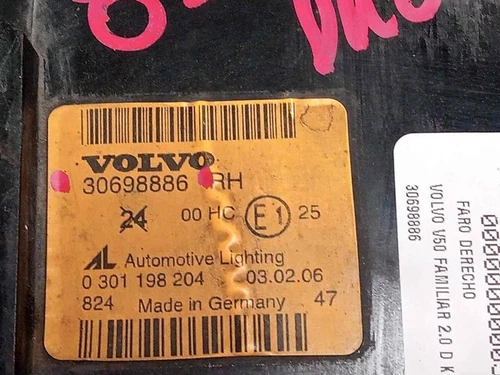 VOLVO
30698886 RH
24 00 HC E1 25
AL Automotive Lighting
0 301 198 204 03.02.06
824 Made in Germany 47
FARO DERECHO
VOLVO V50 FAMILIAR 2.0 D K
30698886